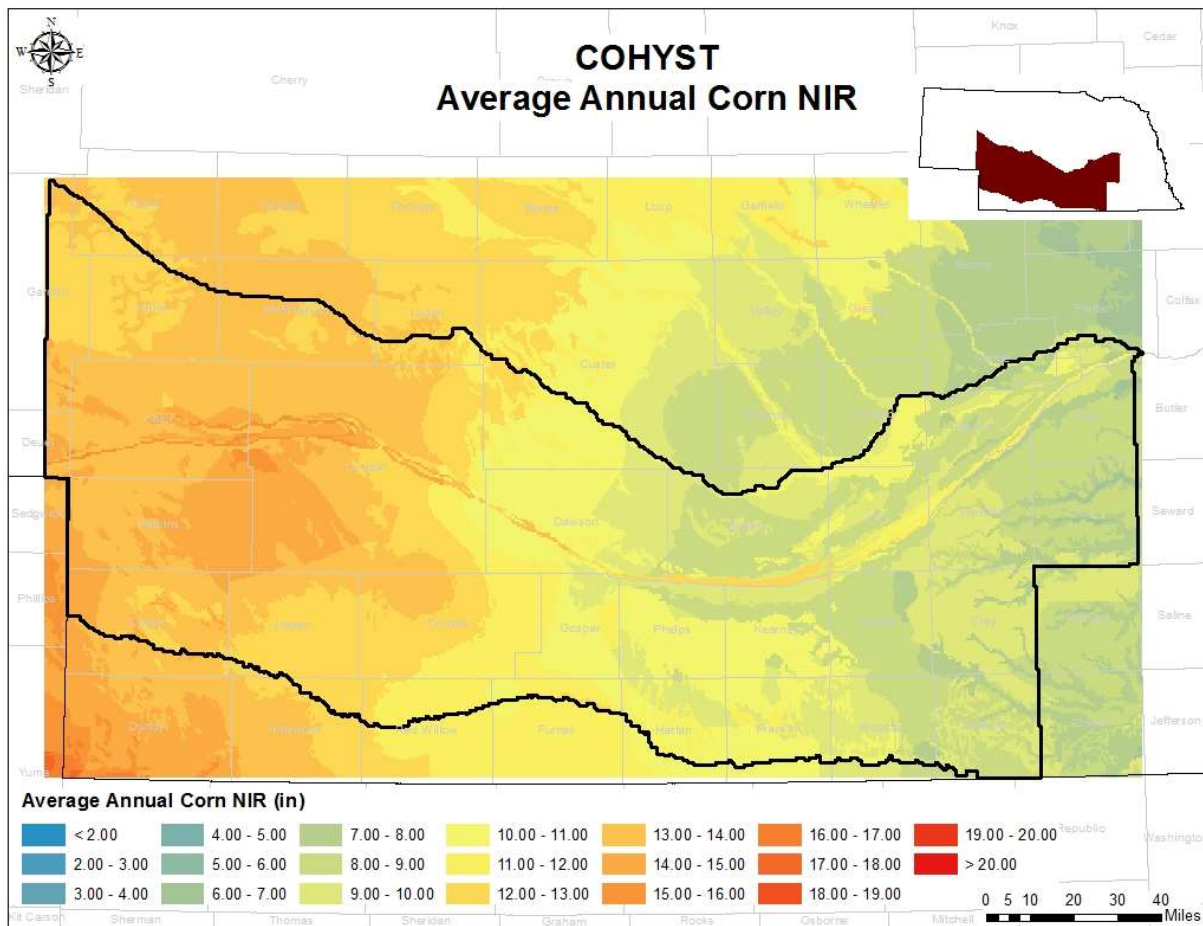 N
W E
S
COHYST
Average Annual Corn NIR
Knox
Cedar
Cherry
Sheridan
Loup
Garfield
Wheeler
Logan
Colfax
Valley
Custer
Butler
Deuel
Sedgwick
Perkins
Dawson
Seward
Phillips
Gosper
Phelps
Kearney
Clay
Saline
Dundy
Red Willow
Furnas
Harlan
Franklin
Jefferson
Yuma
Average Annual Corn NIR (in)
< 2.00
2.00 - 3.00
3.00 - 4.00
4.00 - 5.00
5.00 - 6.00
6.00 - 7.00
7.00 - 8.00
8.00 - 9.00
9.00 - 10.00
10.00 - 11.00
11.00 - 12.00
12.00 - 13.00
13.00 - 14.00
14.00 - 15.00
15.00 - 16.00
16.00 - 17.00
17.00 - 18.00
18.00 - 19.00
19.00 - 20.00
> 20.00
Republic
Washington
0 5 10 20 30 40
Miles
Kit Carson
Sherman
Thomas
Sheridan
Graham
Rooks
Osborne
Mitchell